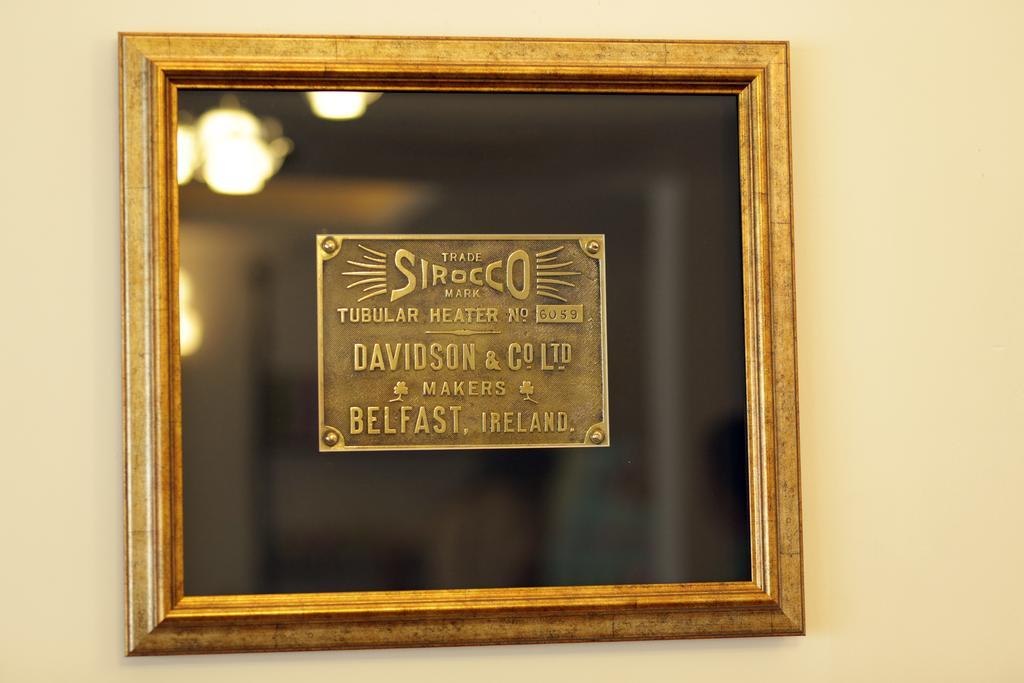 TRADE
SIROCCO
MARK
TUBULAR HEATER Nº 6059
DAVIDSON & Cº LTD
MAKERS
BELFAST, IRELAND.